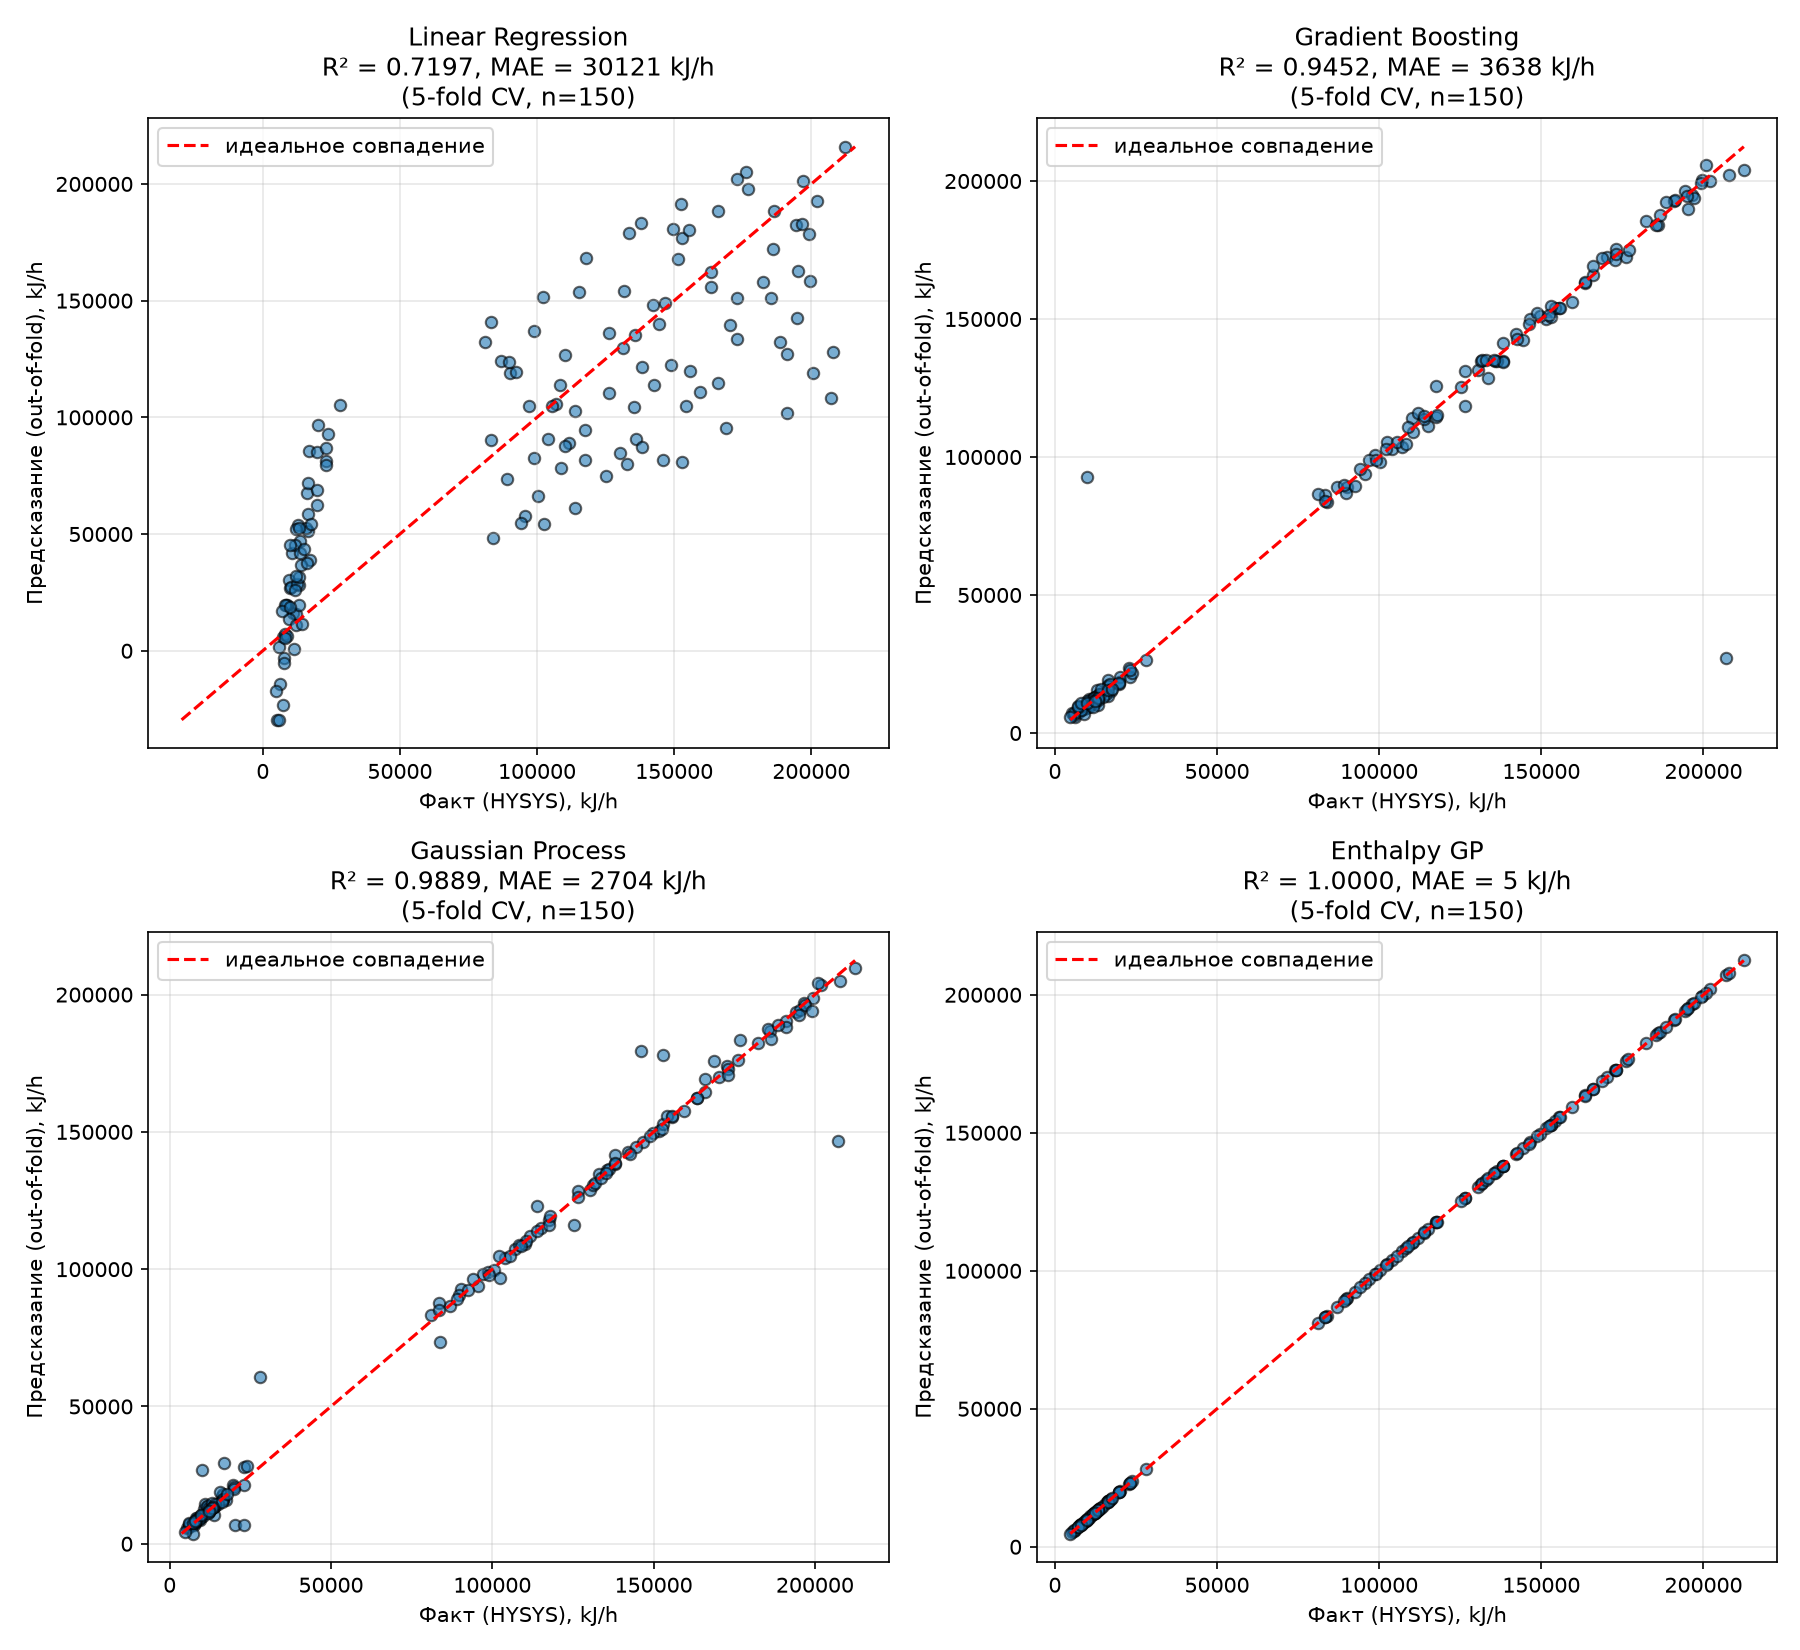 Linear Regression
R² = 0.7197, MAE = 30121 kJ/h
(5-fold CV, n=150)
идеальное совпадение
Предсказание (out-of-fold), kJ/h
200000
150000
100000
50000
0
0
50000
100000
150000
200000
Факт (HYSYS), kJ/h
Gradient Boosting
R² = 0.9452, MAE = 3638 kJ/h
(5-fold CV, n=150)
идеальное совпадение
Предсказание (out-of-fold), kJ/h
200000
150000
100000
50000
0
0
50000
100000
150000
200000
Факт (HYSYS), kJ/h
Gaussian Process
R² = 0.9889, MAE = 2704 kJ/h
(5-fold CV, n=150)
идеальное совпадение
Предсказание (out-of-fold), kJ/h
200000
150000
100000
50000
0
0
50000
100000
150000
200000
Факт (HYSYS), kJ/h
Enthalpy GP
R² = 1.0000, MAE = 5 kJ/h
(5-fold CV, n=150)
идеальное совпадение
Предсказание (out-of-fold), kJ/h
200000
150000
100000
50000
0
0
50000
100000
150000
200000
Факт (HYSYS), kJ/h